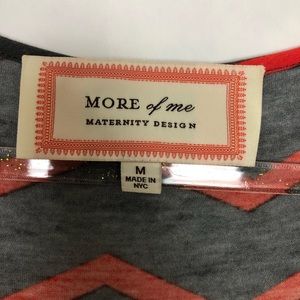 MORE of me
MATERNITY DESIGN
M
MADE IN
NYC